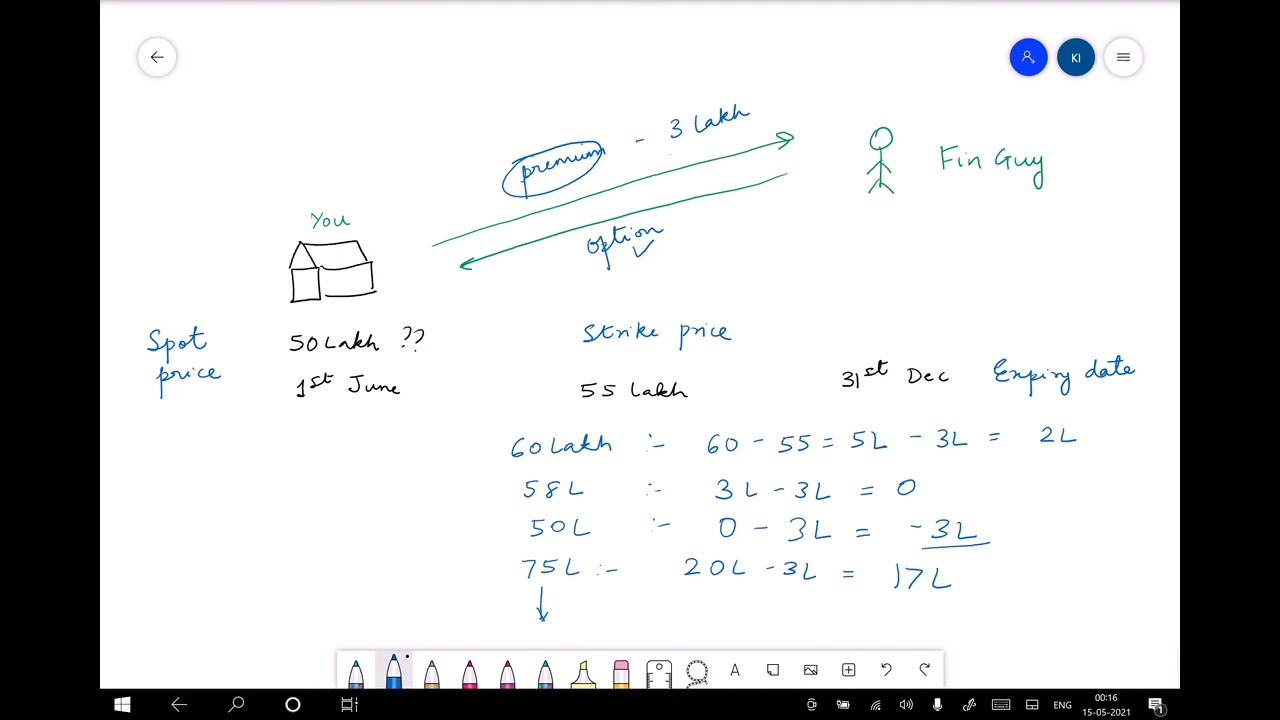 KI
premium - 3 Lakh
Fin Guy
You
option
Spot price
50 Lakh ??
Strike price
1st June
55 Lakh
31st Dec
Expiry date
60 Lakh :- 60 - 55 = 5L - 3L = 2L
58L :- 3L - 3L = 0
50L :- 0 - 3L = -3L
75L :- 20L - 3L = 17L
A
ENG
00:16
15-05-2021
1